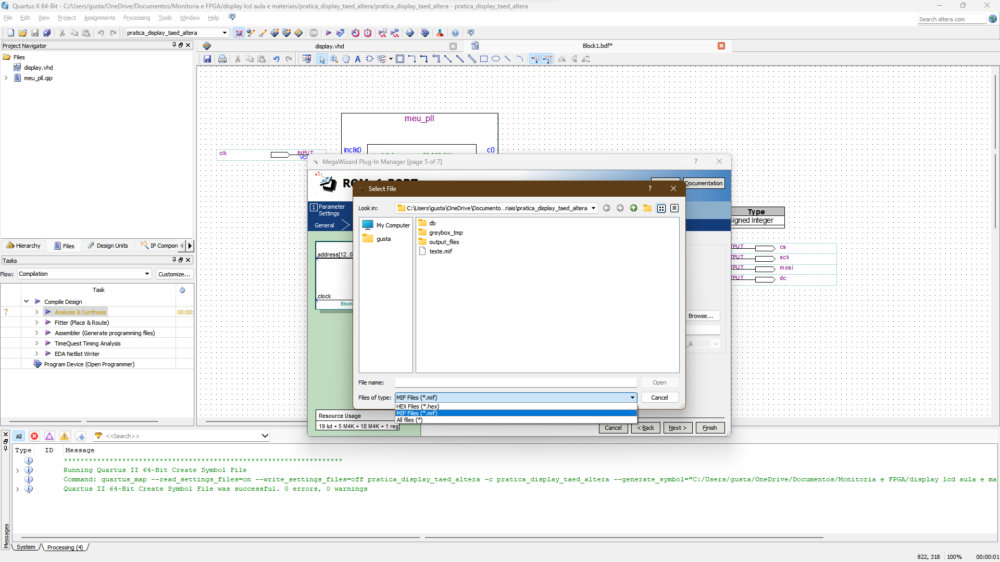 Quartus II 64-Bit - C:/Users/gusta/OneDrive/Documentos/Monitoria e FPGA/display lcd aula e materiais/pratica_display_taed_altera/pratica_display_taed_altera - pratica_display_taed_altera
File Edit View Project Assignments Processing Tools Window Help
Search altera.com
pratica_display_taed_altera
Project Navigator
display.vhd
Block1.bdf*
Files
display.vhd
meu_pll.qip
Hierarchy Files Design Units IP Compon
Tasks
Flow: Compilation Customize...
Task
Compile Design
Analysis & Synthesis 00:00:
Fitter (Place & Route)
Assembler (Generate programming files)
TimeQuest Timing Analysis
EDA Netlist Writer
Program Device (Open Programmer)
meu_pll
inclk0 c0
clk INPUT
MegaWizard Plug-In Manager [page 5 of 7]
Documentation
1 Parameter Settings
General
address[12..0
clock
Block
Resource Usage
19 lut + 5 M4K + 18 M4K + 1 reg
Browse...
_A
Cancel < Back Next > Finish
Select File
Look in: C:\Users\gusta\OneDrive\Documento...riais\pratica_display_taed_altera
My Computer
gusta
db
greybox_tmp
output_files
teste.mif
File name: Open
Files of type: MIF Files (*.mif) Cancel
HEX Files (*.hex)
MIF Files (*.mif)
All files (*)
Type
Signed Integer
cs
sck
mosi
dc
All <<Search>>
Type ID Message
*******************************************************************
Running Quartus II 64-Bit Create Symbol File
Command: quartus_map --read_settings_files=on --write_settings_files=off pratica_display_taed_altera -c pratica_display_taed_altera --generate_symbol="C:/Users/gusta/OneDrive/Documentos/Monitoria e FPGA/display lcd aula e ma
Quartus II 64-Bit Create Symbol File was successful. 0 errors, 0 warnings
Messages
System Processing (4)
822, 318 100% 00:00:01